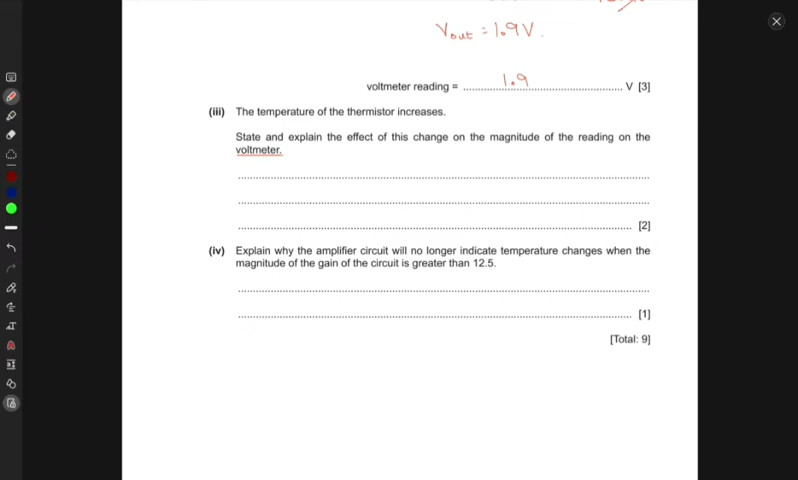 Vout = 1.9V.
voltmeter reading = ........ 1.9 ........ V [3]
(iii) The temperature of the thermistor increases.
State and explain the effect of this change on the magnitude of the reading on the
voltmeter.
[2]
(iv) Explain why the amplifier circuit will no longer indicate temperature changes when the
magnitude of the gain of the circuit is greater than 12.5.
[1]
[Total: 9]